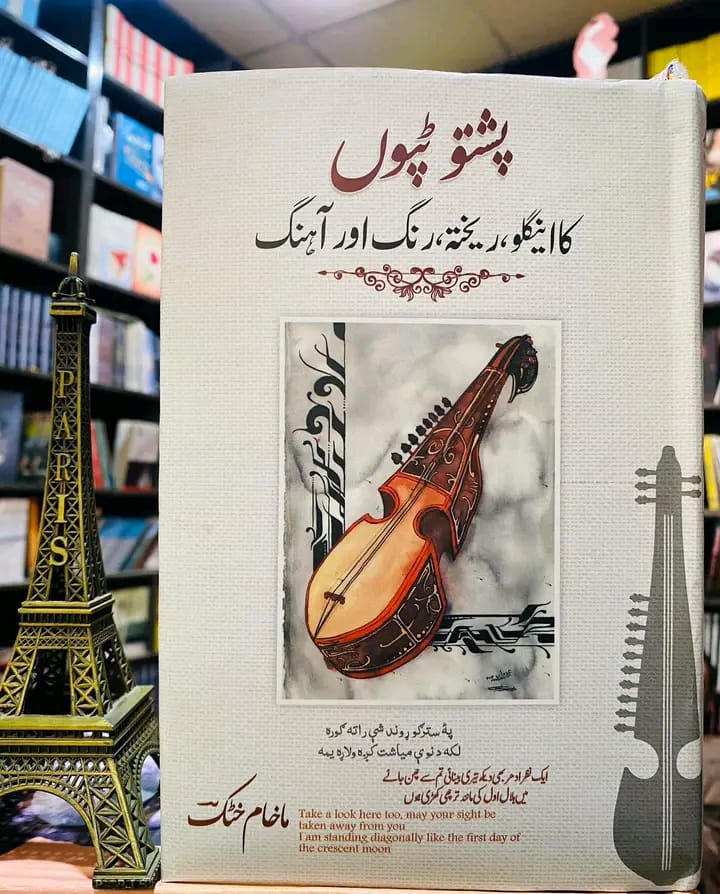 پشتو ٹپوں
کا اینگلو، ریختہ، رنگ اور آہنگ
PARIS
په سترګو ړوند شې راته ګوره
لکه د نوې میاشت کږه ولاړه یمه
ایک نظر ادھر بھی دیکھ تیری بینائی تم سے چھن جائے
میں ہلال اول کی مانند ترچھی کھڑی ہوں
ماخام خٹک
Take a look here too, may your sight be
taken away from you
I am standing diagonally like the first day of
the crescent moon